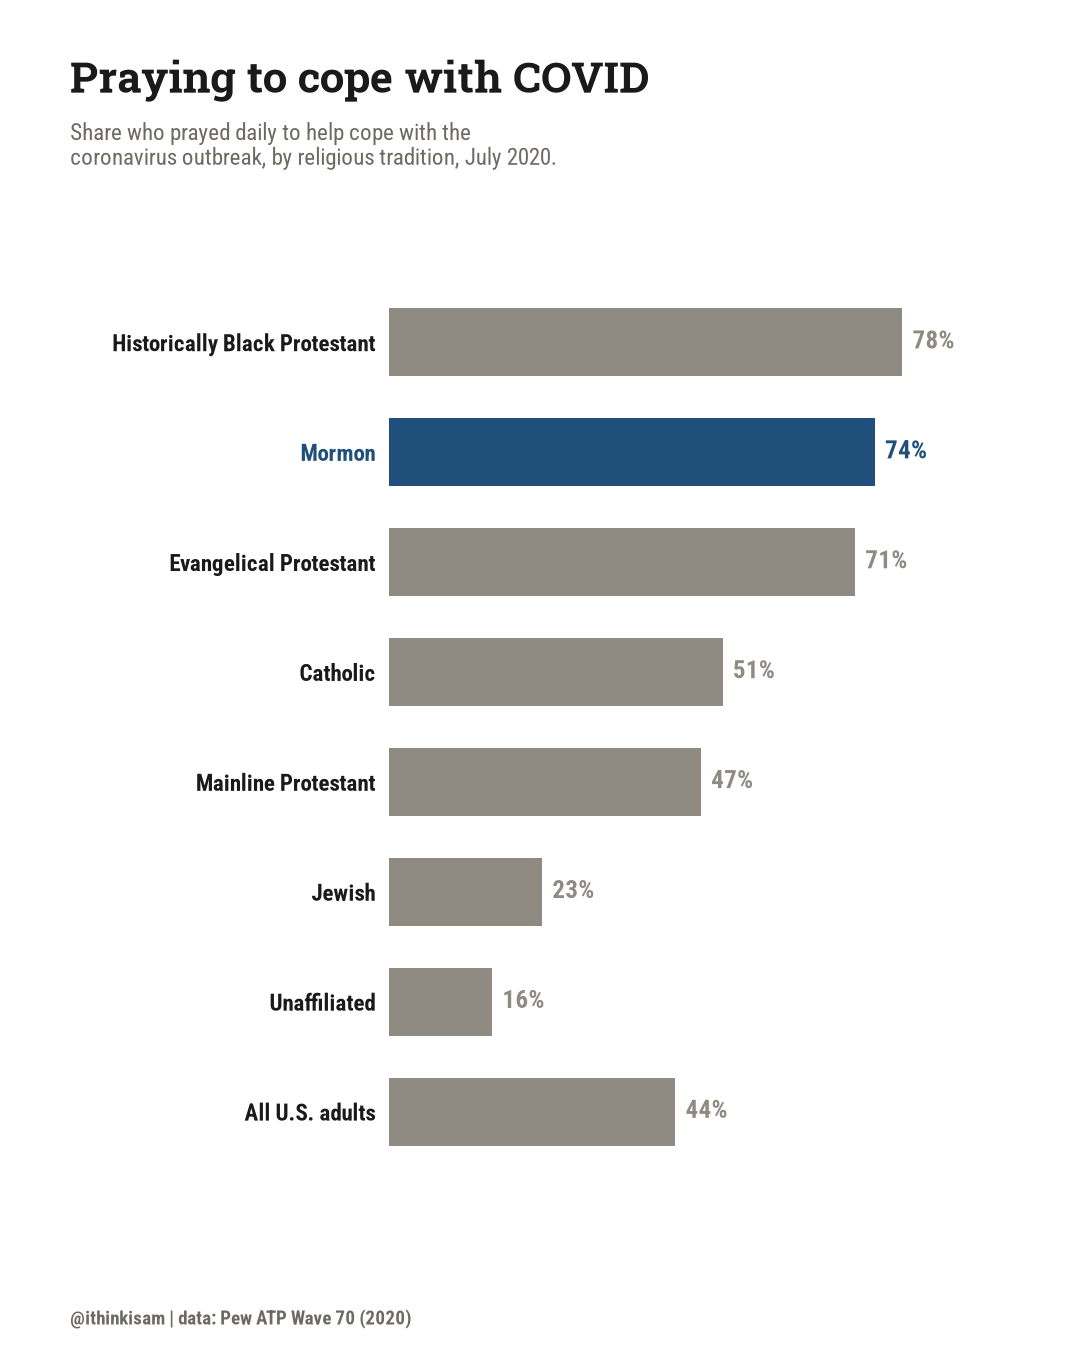 Praying to cope with COVID
Share who prayed daily to help cope with the
coronavirus outbreak, by religious tradition, July 2020.
Historically Black Protestant 78%
Mormon 74%
Evangelical Protestant 71%
Catholic 51%
Mainline Protestant 47%
Jewish 23%
Unaffiliated 16%
All U.S. adults 44%
@ithinkisam | data: Pew ATP Wave 70 (2020)